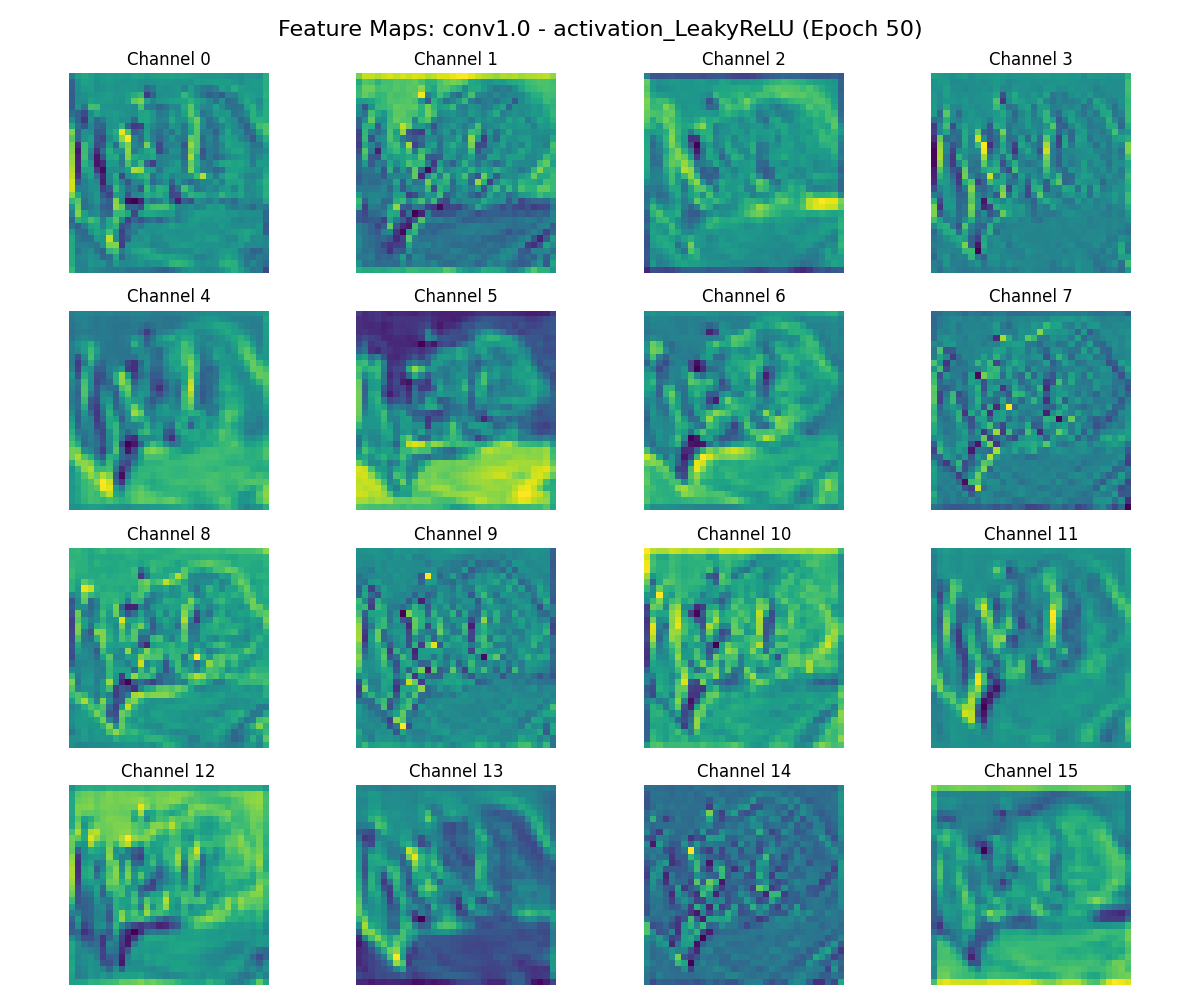 Feature Maps: conv1.0 - activation_LeakyReLU (Epoch 50)
Channel 0 Channel 1 Channel 2 Channel 3
Channel 4 Channel 5 Channel 6 Channel 7
Channel 8 Channel 9 Channel 10 Channel 11
Channel 12 Channel 13 Channel 14 Channel 15